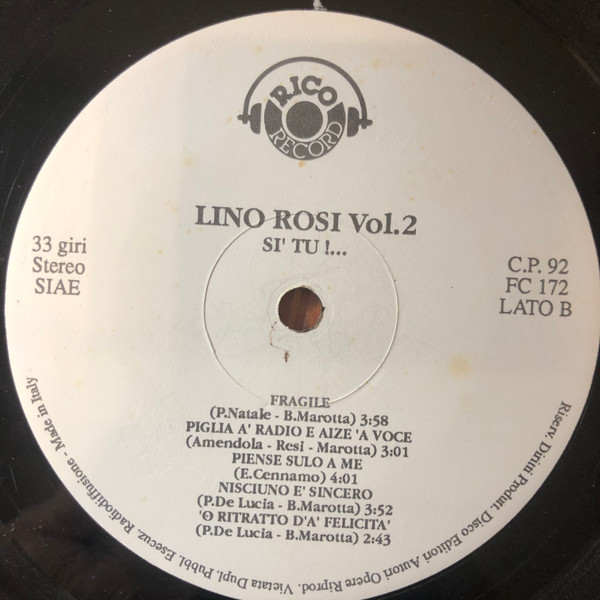 RICO
RECORD
LINO ROSI Vol.2
SI' TU !...
33 giri
Stereo
SIAE
C.P. 92
FC 172
LATO B
FRAGILE
(P.Natale - B.Marotta) 3:58
PIGLIA A' RADIO E AIZE 'A VOCE
(Amendola - Resi - Marotta) 3:01
PIENSE SULO A ME
(E.Cennamo) 4:01
NISCIUNO E' SINCERO
(P.De Lucia - B.Marotta) 3:52
'O RITRATTO D'A' FELICITA'
(P.De Lucia - B.Marotta) 2:43
Riserv. Diritti Produt. Disco Editori Autori Opere Riprod. Vietata Dupl. Pubbl. Esecuz. Radiodiffusione - Made in Italy